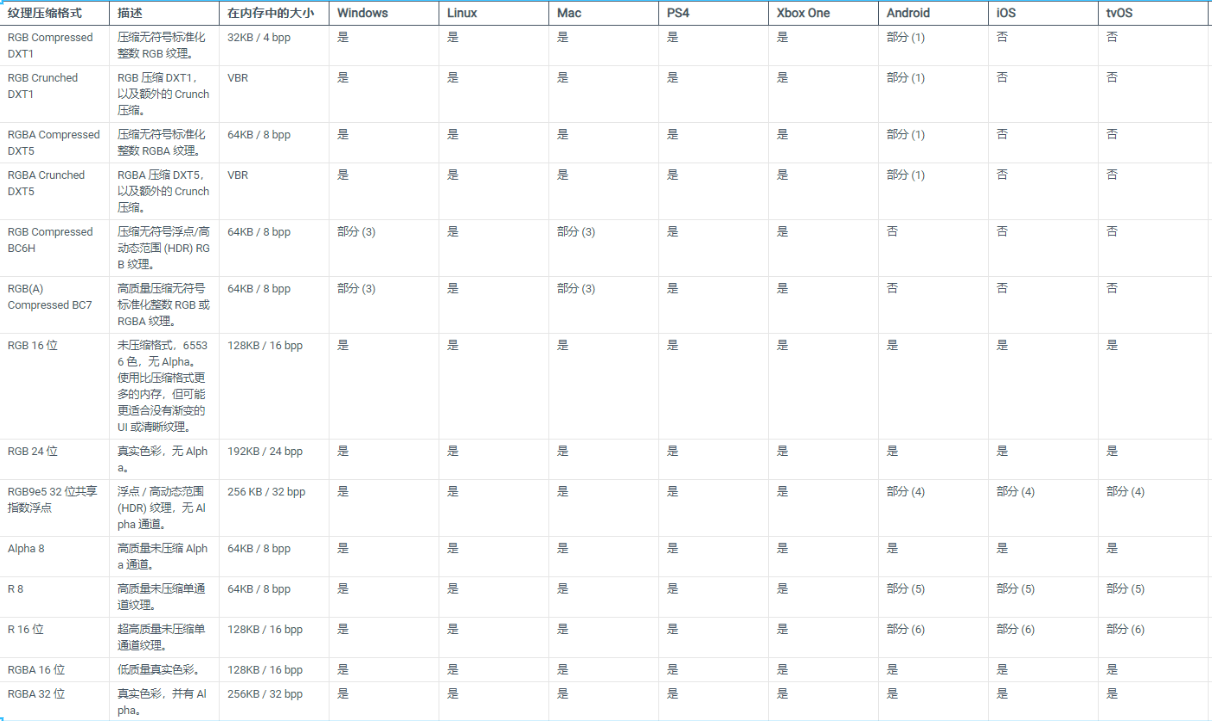 纹理压缩格式 描述 在内存中的大小 Windows Linux Mac PS4 Xbox One Android iOS tvOS
RGB Compressed 压缩无符号标准化 32KB / 4 bpp 是 是 是 是 是 部分 (1) 否 否
DXT1 整数 RGB 纹理。
RGB Crunched RGB 压缩 DXT1， VBR 是 是 是 是 是 部分 (1) 否 否
DXT1 以及额外的 Crunch
压缩。
RGBA Compressed 压缩无符号标准化 64KB / 8 bpp 是 是 是 是 是 部分 (1) 否 否
DXT5 整数 RGBA 纹理。
RGBA Crunched RGBA 压缩 DXT5， VBR 是 是 是 是 是 部分 (1) 否 否
DXT5 以及额外的 Crunch
压缩。
RGB Compressed 压缩无符号浮点/高 64KB / 8 bpp 部分 (3) 是 部分 (3) 是 是 否 否 否
BC6H 动态范围 (HDR) RG
B 纹理。
RGB(A) 高质量压缩无符号 64KB / 8 bpp 部分 (3) 是 部分 (3) 是 是 否 否 否
Compressed BC7 标准化整数 RGB 或
RGBA 纹理。
RGB 16 位 未压缩格式，6553 128KB / 16 bpp 是 是 是 是 是 是 是 是
6 色，无 Alpha。
使用比压缩格式更
多的内存，但可能
更适合没有渐变的
UI 或清晰纹理。
RGB 24 位 真实色彩，无 Alph 192KB / 24 bpp 是 是 是 是 是 是 是 是
a。
RGB9e5 32 位共享 浮点 / 高动态范围 256 KB / 32 bpp 是 是 是 是 是 部分 (4) 部分 (4) 部分 (4)
指数浮点 (HDR) 纹理，无 Al
pha 通道。
Alpha 8 高质量未压缩 Alph 64KB / 8 bpp 是 是 是 是 是 是 是 是
a 通道。
R 8 高质量未压缩单通 64KB / 8 bpp 是 是 是 是 是 部分 (5) 部分 (5) 部分 (5)
道纹理。
R 16 位 超高质量未压缩单 128KB / 16 bpp 是 是 是 是 是 部分 (6) 部分 (6) 部分 (6)
通道纹理。
RGBA 16 位 低质量真实色彩。 128KB / 16 bpp 是 是 是 是 是 是 是 是
RGBA 32 位 真实色彩，并有 Al 256KB / 32 bpp 是 是 是 是 是 是 是 是
pha。